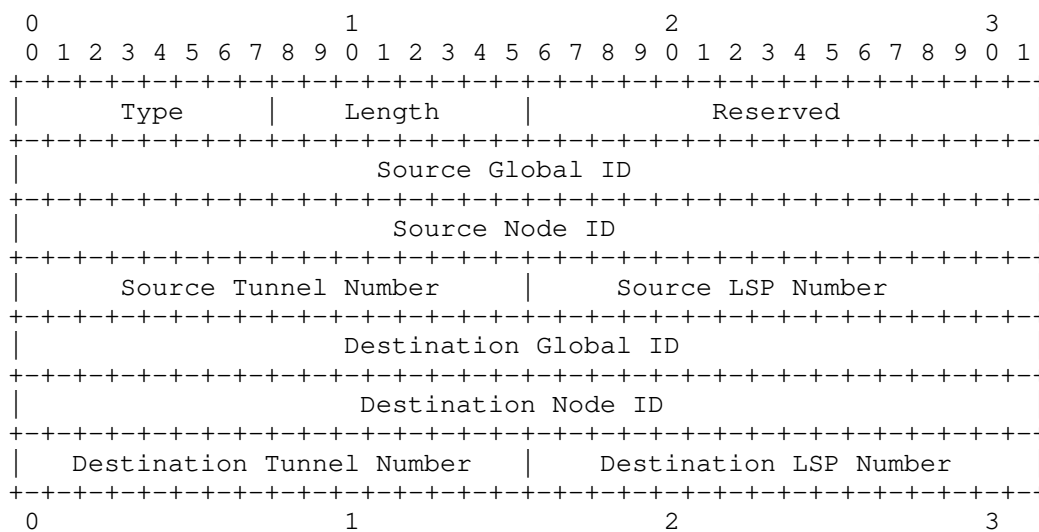 0                   1                   2                   3
 0 1 2 3 4 5 6 7 8 9 0 1 2 3 4 5 6 7 8 9 0 1 2 3 4 5 6 7 8 9 0 1
+-+-+-+-+-+-+-+-+-+-+-+-+-+-+-+-+-+-+-+-+-+-+-+-+-+-+-+-+-+-+-+--
|      Type     |    Length     |           Reserved
+-+-+-+-+-+-+-+-+-+-+-+-+-+-+-+-+-+-+-+-+-+-+-+-+-+-+-+-+-+-+-+--
|                      Source Global ID
+-+-+-+-+-+-+-+-+-+-+-+-+-+-+-+-+-+-+-+-+-+-+-+-+-+-+-+-+-+-+-+--
|                       Source Node ID
+-+-+-+-+-+-+-+-+-+-+-+-+-+-+-+-+-+-+-+-+-+-+-+-+-+-+-+-+-+-+-+--
|      Source Tunnel Number     |     Source LSP Number
+-+-+-+-+-+-+-+-+-+-+-+-+-+-+-+-+-+-+-+-+-+-+-+-+-+-+-+-+-+-+-+--
|                    Destination Global ID
+-+-+-+-+-+-+-+-+-+-+-+-+-+-+-+-+-+-+-+-+-+-+-+-+-+-+-+-+-+-+-+--
|                     Destination Node ID
+-+-+-+-+-+-+-+-+-+-+-+-+-+-+-+-+-+-+-+-+-+-+-+-+-+-+-+-+-+-+-+--
|   Destination Tunnel Number   |    Destination LSP Number
+-+-+-+-+-+-+-+-+-+-+-+-+-+-+-+-+-+-+-+-+-+-+-+-+-+-+-+-+-+-+-+--
 0                   1                   2                   3